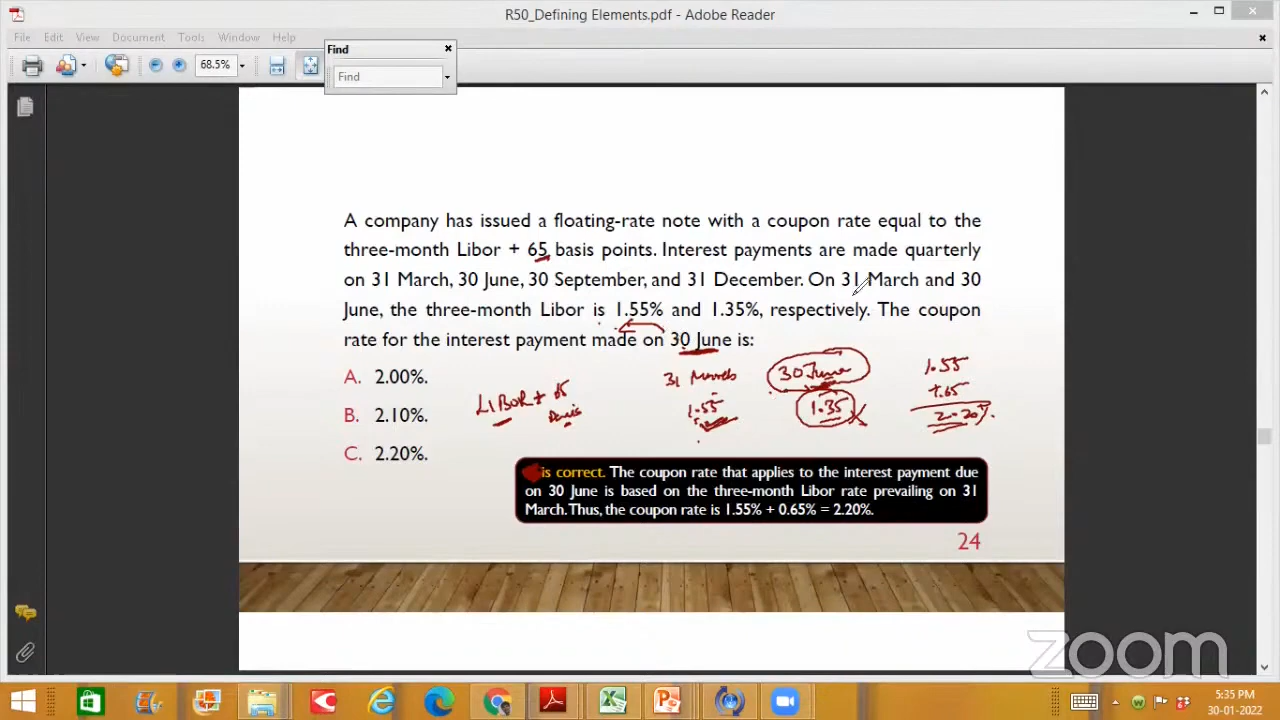 R50_Defining Elements.pdf - Adobe Reader
File Edit View Document Tools Window Help
Find
68.5%
Find
A company has issued a floating-rate note with a coupon rate equal to the
three-month Libor + 65 basis points. Interest payments are made quarterly
on 31 March, 30 June, 30 September, and 31 December. On 31 March and 30
June, the three-month Libor is 1.55% and 1.35%, respectively. The coupon
rate for the interest payment made on 30 June is:
A. 2.00%.
31 March 30 June 1.55
LIBOR + 65
+.65
B. 2.10%.
1.55 1.35 2.20%
C. 2.20%.
is correct. The coupon rate that applies to the interest payment due
on 30 June is based on the three-month Libor rate prevailing on 31
March. Thus, the coupon rate is 1.55% + 0.65% = 2.20%.
24
zoom
5:35 PM
30-01-2022